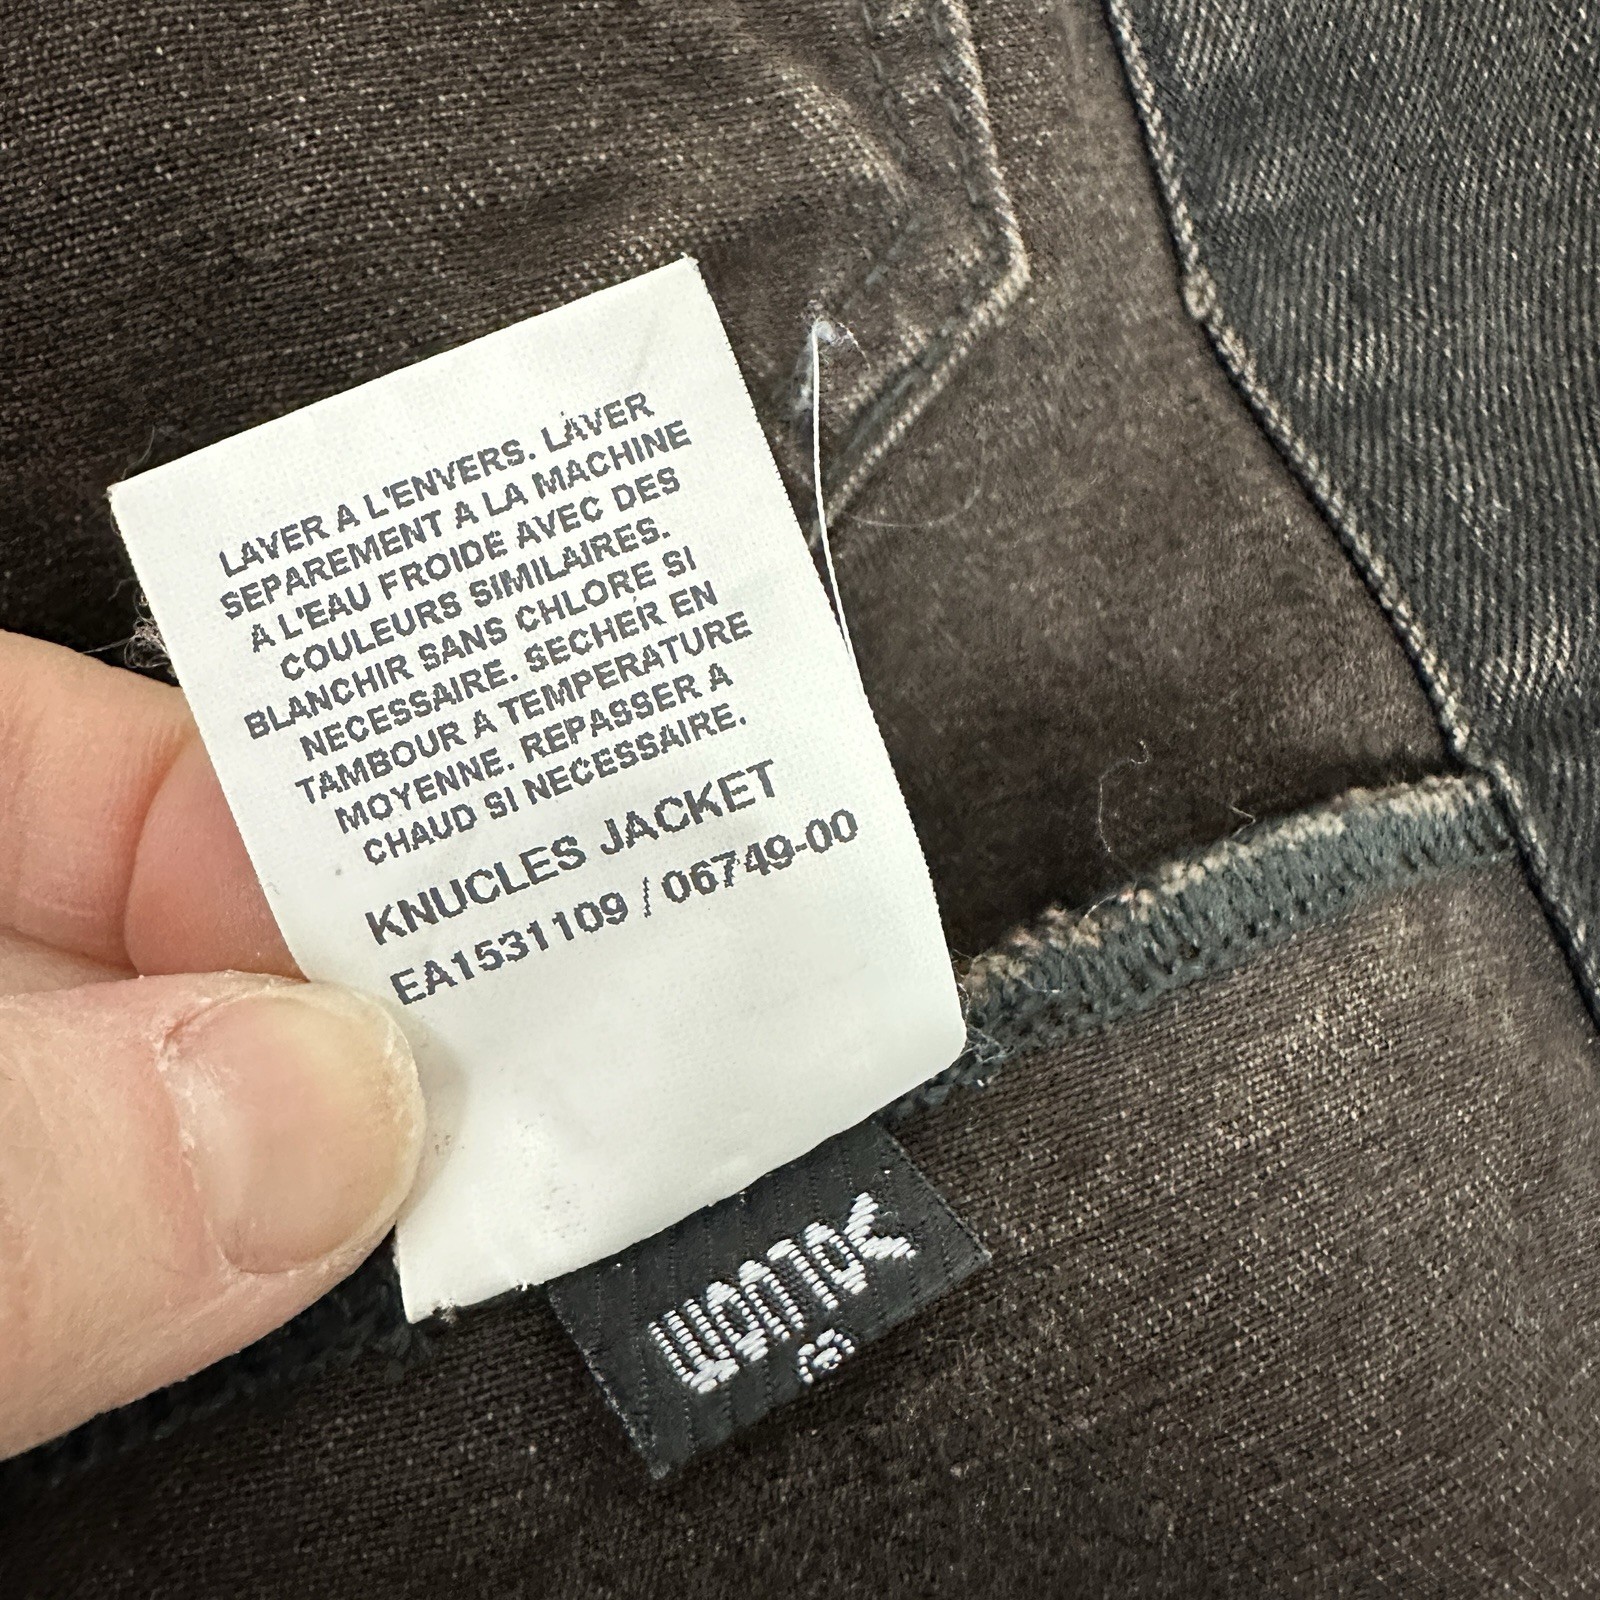 LAVER A L'ENVERS. LAVER
SEPAREMENT A LA MACHINE
A L'EAU FROIDE AVEC DES
COULEURS SIMILAIRES.
BLANCHIR SANS CHLORE SI
NECESSAIRE. SECHER EN
TAMBOUR A TEMPERATURE
MOYENNE. REPASSER A
CHAUD SI NECESSAIRE.
KNUCLES JACKET
EA1531109 / 06749-00